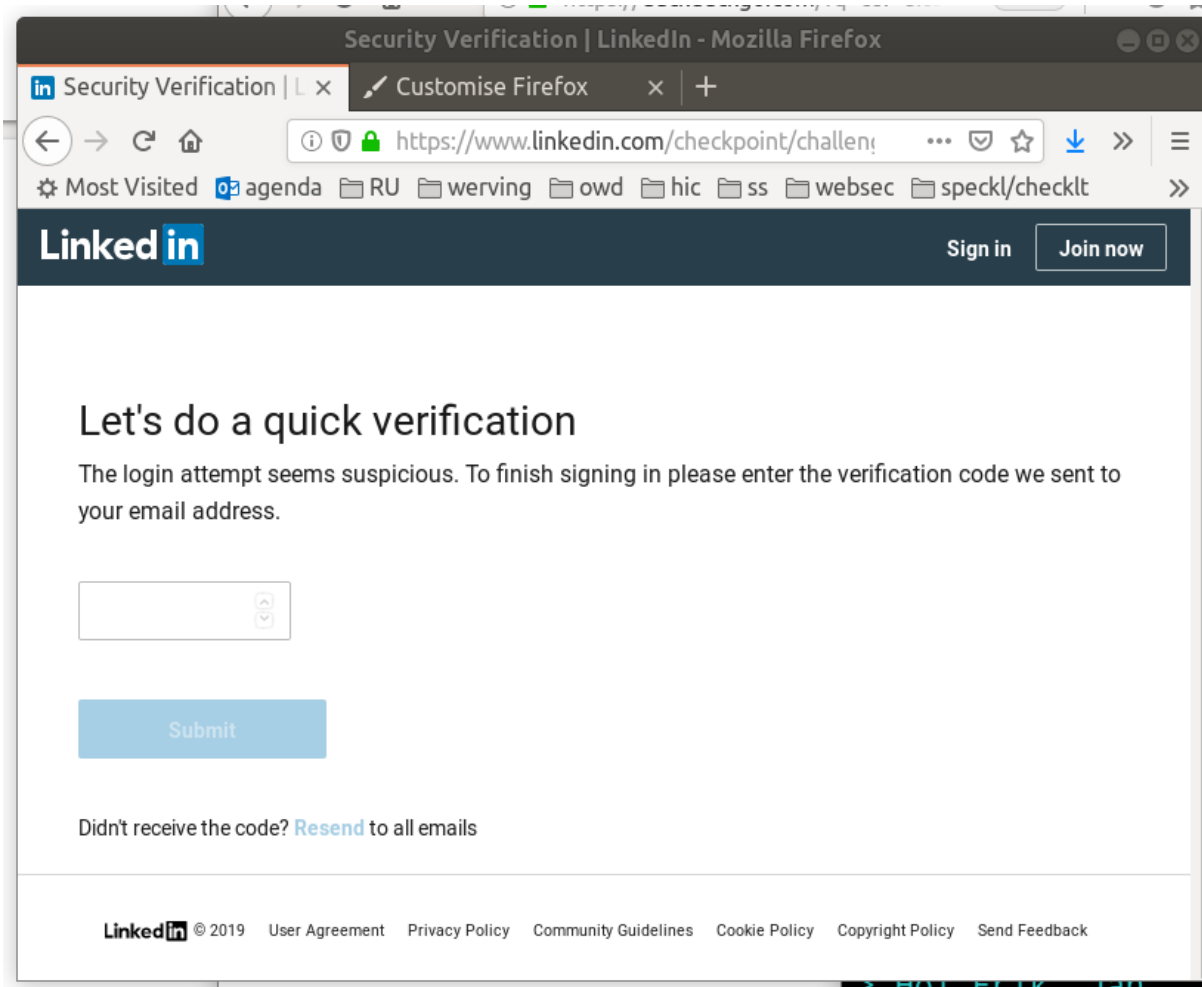 Security Verification | LinkedIn - Mozilla Firefox
in Security Verification | L
Customise Firefox
https://www.linkedin.com/checkpoint/challeng
Most Visited agenda RU werving owd hic ss websec speckl/checklt
Linked in Sign in Join now
Let's do a quick verification
The login attempt seems suspicious. To finish signing in please enter the verification code we sent to
your email address.
Submit
Didn't receive the code? Resend to all emails
Linked in © 2019 User Agreement Privacy Policy Community Guidelines Cookie Policy Copyright Policy Send Feedback